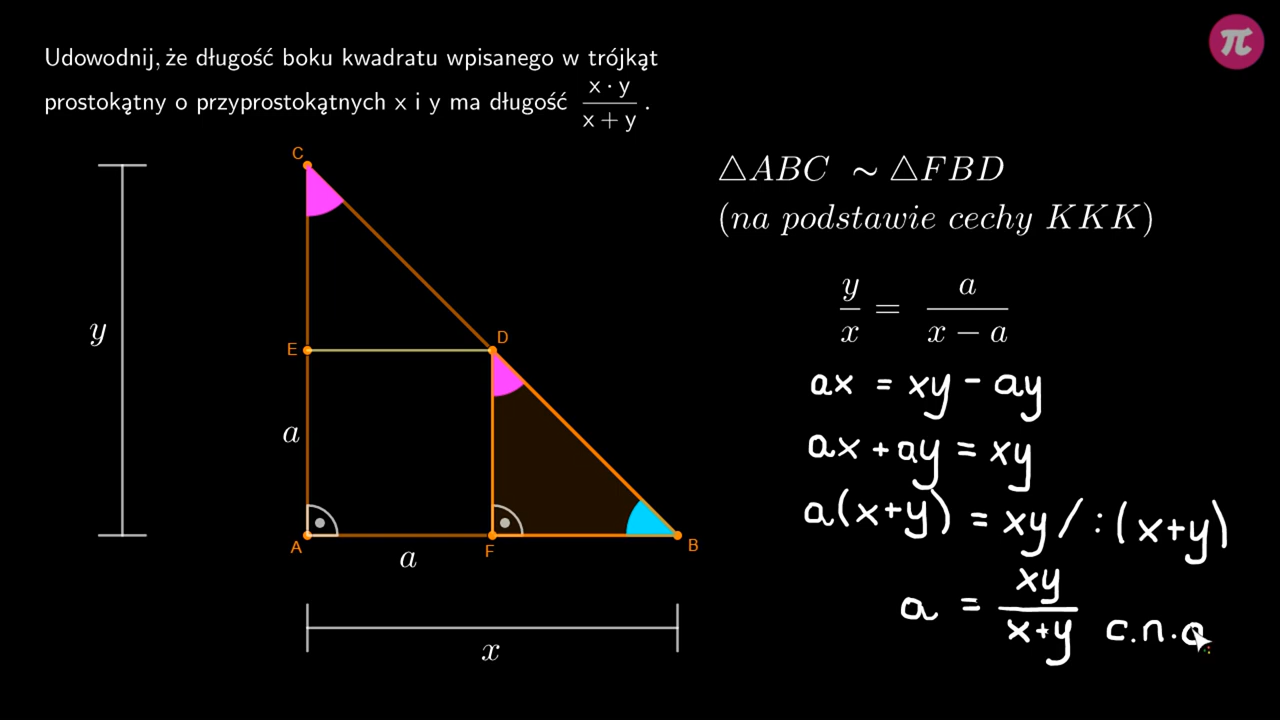 π
Udowodnij, że długość boku kwadratu wpisanego w trójkąt
prostokątny o przyprostokątnych x i y ma długość x · y / x + y .
△ABC ∼ △FBD
(na podstawie cechy KKK)
y/x = a/x − a
ax = xy - ay
ax + ay = xy
a(x+y) = xy / : (x+y)
a = xy/x+y c.n.
C
y
E
D
a
A
a
F
B
x